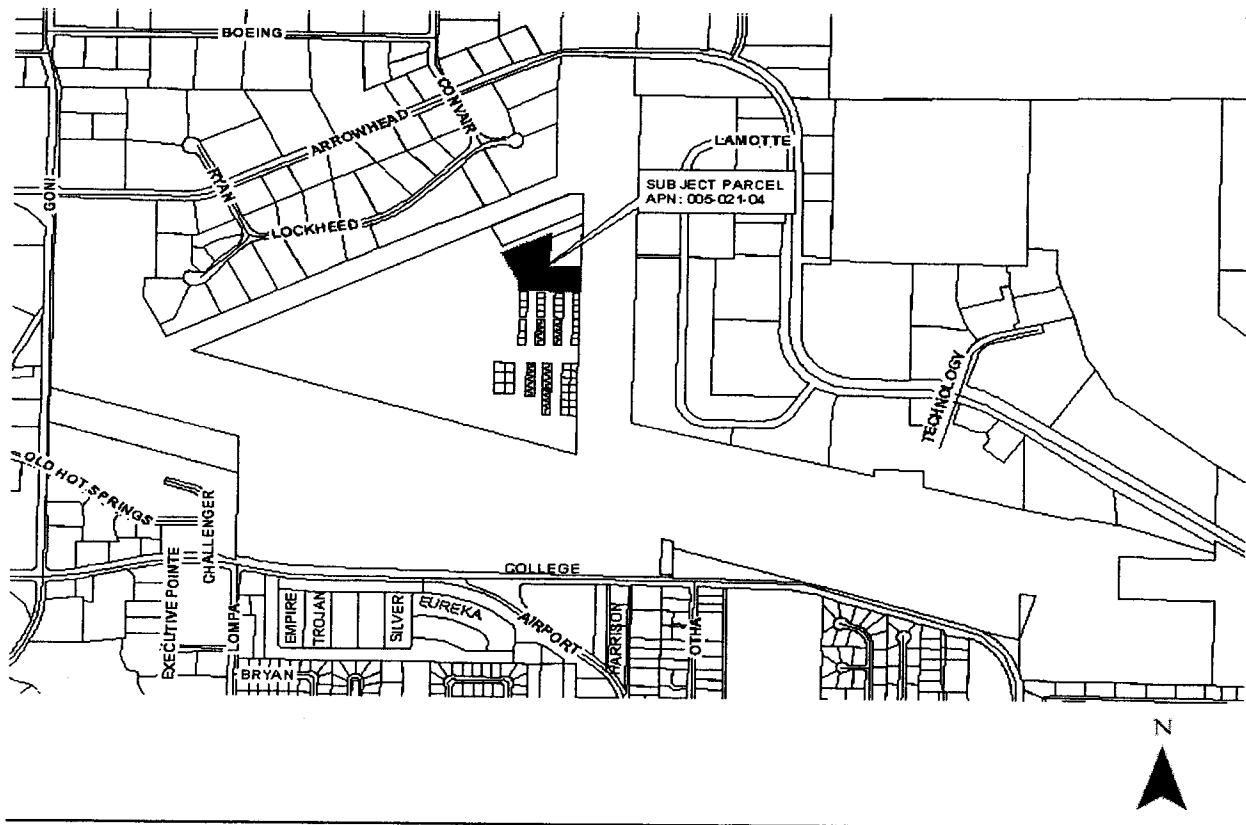 BOEING
CONVAIR
ARROWHEAD
GONI
RYAN
LOCKHEED
LAMOTTE
SUBJECT PARCEL
APN: 005-021-04
TECHNOLOGY
OLD HOT SPRINGS
CHALLENGER
EXECUTIVE POINTE
LOMPA
COLLEGE
EMPIRE
TROJAN
SILVER
EUREKA
AIRPORT
HARRISON
OTHA
BRYAN
N